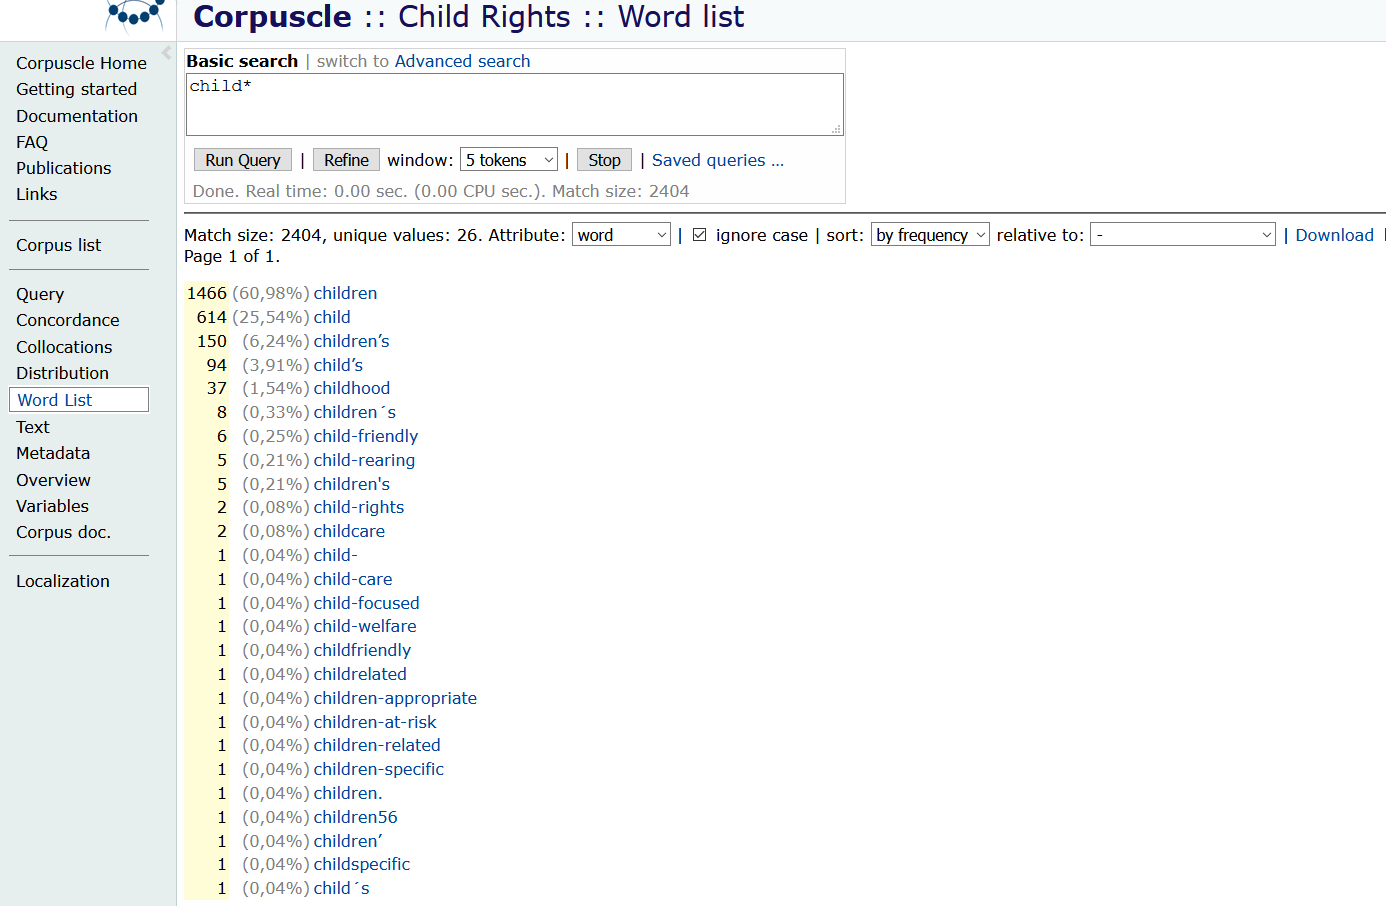 Corpuscle :: Child Rights :: Word list
Corpuscle Home
Getting started
Documentation
FAQ
Publications
Links
Corpus list
Query
Concordance
Collocations
Distribution
Word List
Text
Metadata
Overview
Variables
Corpus doc.
Localization
Basic search | switch to Advanced search
child*
Run Query | Refine window: 5 tokens | Stop | Saved queries ...
Done. Real time: 0.00 sec. (0.00 CPU sec.). Match size: 2404
Match size: 2404, unique values: 26. Attribute: word | ignore case | sort: by frequency relative to: - | Download |
Page 1 of 1.
1466 (60,98%) children
614 (25,54%) child
150 (6,24%) children’s
94 (3,91%) child’s
37 (1,54%) childhood
8 (0,33%) children´s
6 (0,25%) child-friendly
5 (0,21%) child-rearing
5 (0,21%) children's
2 (0,08%) child-rights
2 (0,08%) childcare
1 (0,04%) child-
1 (0,04%) child-care
1 (0,04%) child-focused
1 (0,04%) child-welfare
1 (0,04%) childfriendly
1 (0,04%) childrelated
1 (0,04%) children-appropriate
1 (0,04%) children-at-risk
1 (0,04%) children-related
1 (0,04%) children-specific
1 (0,04%) children.
1 (0,04%) children56
1 (0,04%) children’
1 (0,04%) childspecific
1 (0,04%) child´s